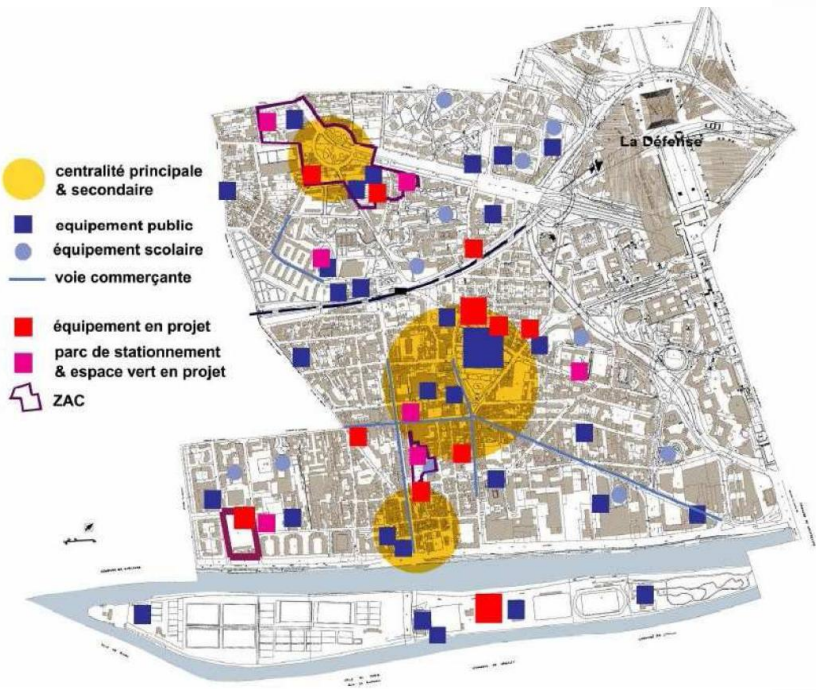 centralité principale
& secondaire
equipement public
équipement scolaire
voie commerçante
équipement en projet
parc de stationnement
& espace vert en projet
ZAC
La Défense